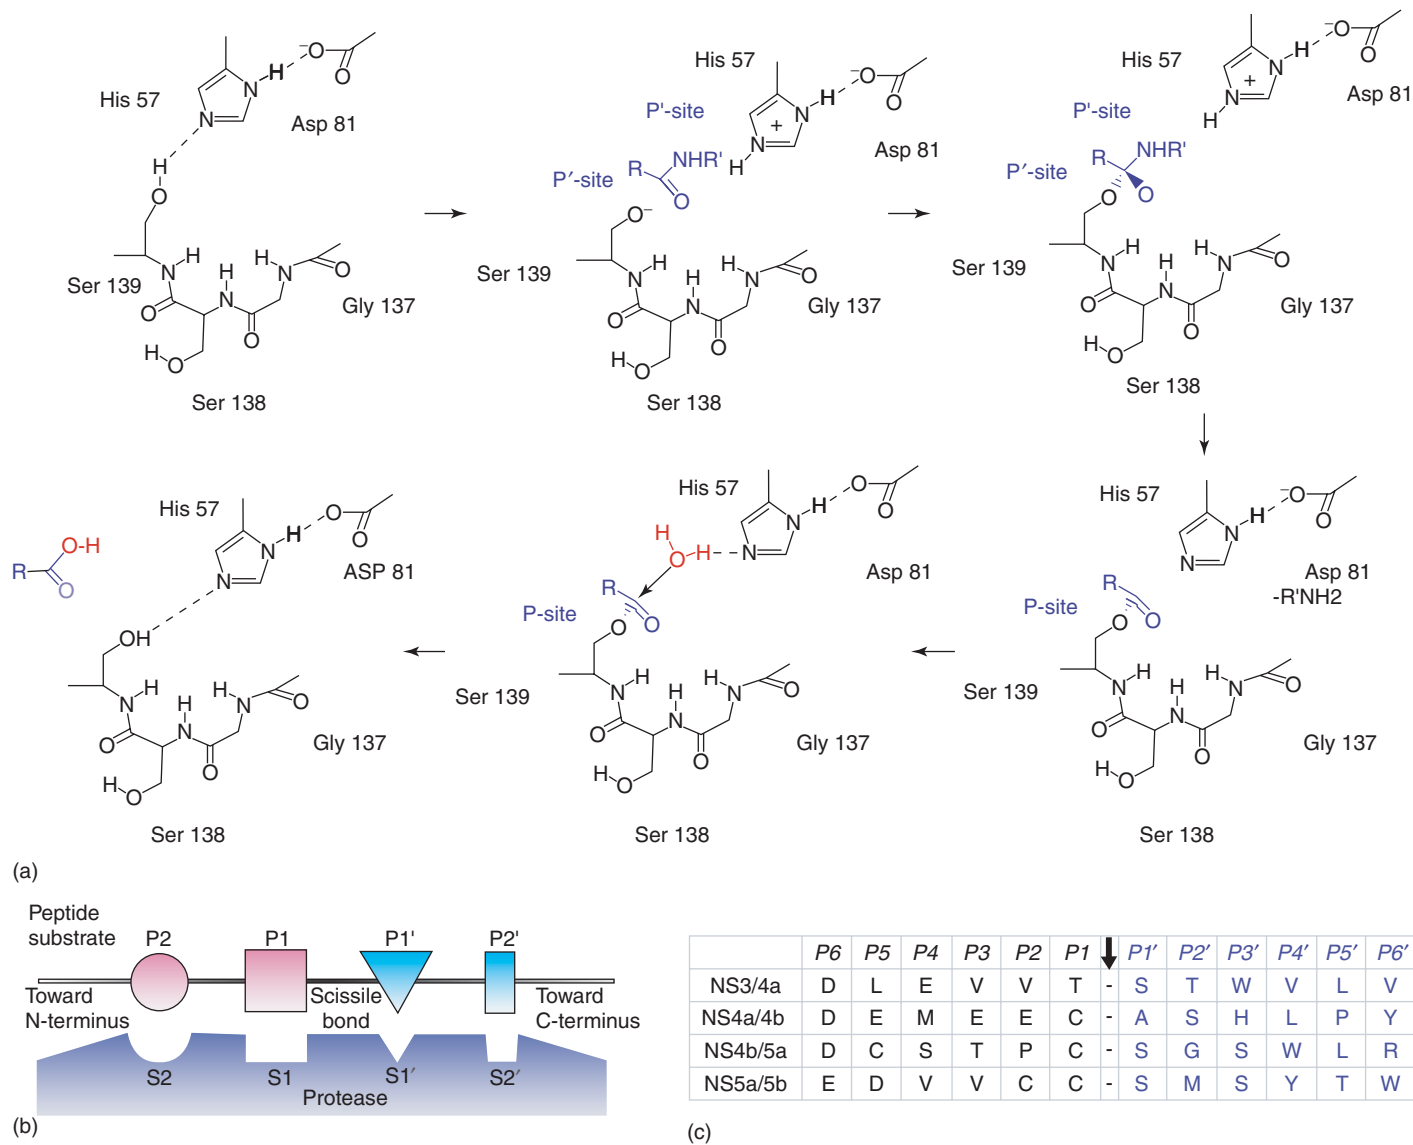 His 57
H
–O
O
N
N
Asp 81
H
O
Ser 139
N
H
H
N
H
N
O
O
O
Gly 137
H
O
Ser 138
His 57
H
–O
O
N
+
N
H
Asp 81
P'-site
R
NHR'
O
P′-site
O–
Ser 139
N
H
H
N
H
N
O
O
O
Gly 137
H
O
Ser 138
His 57
H
–O
O
N
+
N
H
Asp 81
P'-site
R
NHR'
P′-site
O
O
Ser 139
N
H
H
N
H
N
O
O
O
Gly 137
H
O
Ser 138
His 57
H
O
O
N
N
ASP 81
O-H
R
O
OH
N
H
H
N
H
N
O
O
O
Gly 137
H
O
Ser 138
His 57
H
O
O
N
N
Asp 81
H
O
H
R
O
P-site
O
Ser 139
N
H
H
N
H
N
O
O
O
Gly 137
H
O
Ser 138
His 57
H
–O
O
N
N
Asp 81
-R'NH2
R
O
P-site
O
Ser 139
N
H
H
N
H
N
O
O
O
Gly 137
H
O
Ser 138
(a)
Peptide
substrate
P2 P1 P1' P2'
Toward
N-terminus
Scissile
bond
Toward
C-terminus
S2 S1 S1′ S2′
Protease
(b)
P6 P5 P4 P3 P2 P1 P1′ P2′ P3′ P4′ P5′ P6′
NS3/4a D L E V V T - S T W V L V
NS4a/4b D E M E E C - A S H L P Y
NS4b/5a D C S T P C - S G S W L R
NS5a/5b E D V V C C - S M S Y T W
(c)